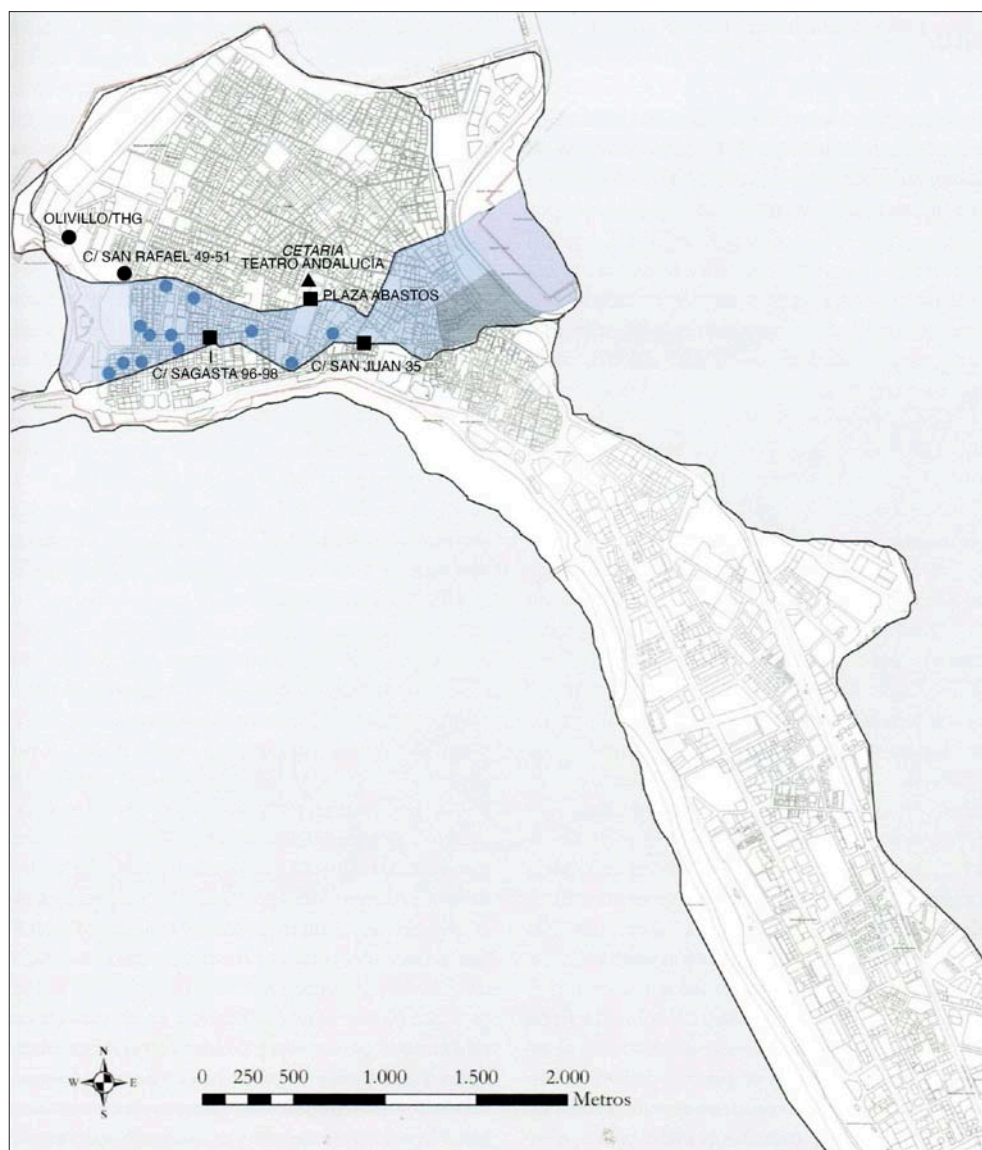 OLIVILLO/THG
C/ SAN RAFAEL 49-51
CETARIA
TEATRO ANDALUCÍA
PLAZA ABASTOS
C/ SAGASTA 96-98
C/ SAN JUAN 35
N
W E
S
0 250 500 1.000 1.500 2.000
Metros